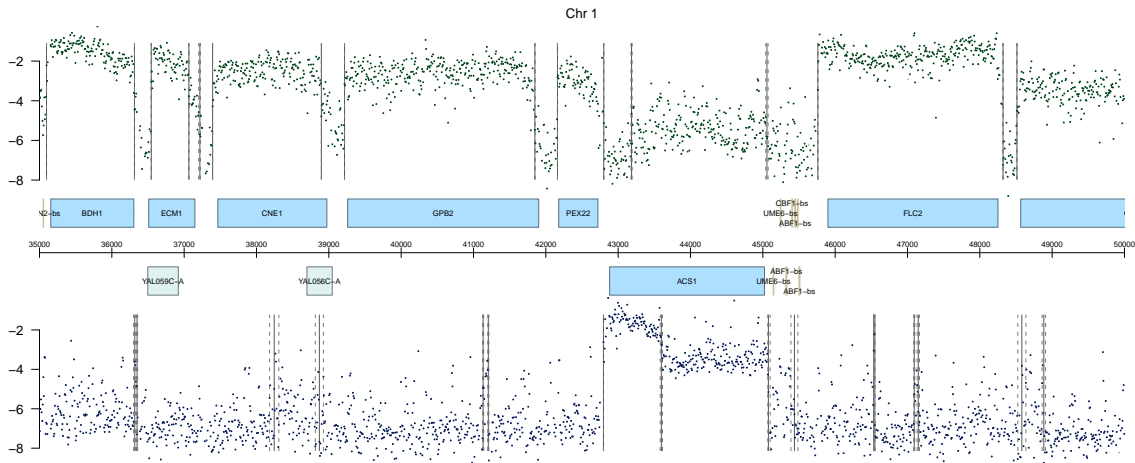 Chr 1
−2
−4
−6
−8
N2−bs BDH1 ECM1 CNE1 GPB2 PEX22 CBF1−bs UME6−bs ABF1−bs FLC2
35000 36000 37000 38000 39000 40000 41000 42000 43000 44000 45000 46000 47000 48000 49000 50000
YAL059C−A YAL056C−A ACS1 ABF1−bs UME6−bs ABF1−bs
−2
−4
−6
−8